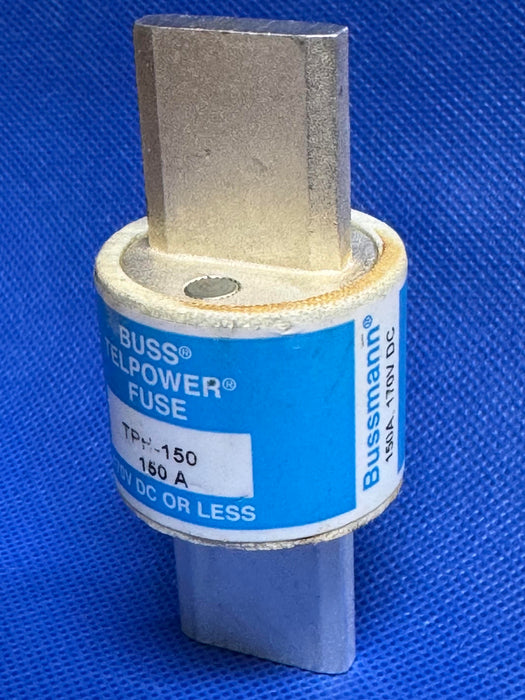 BUSS®
TELPOWER®
FUSE
TPH-150
150 A
170V DC OR LESS
Bussmann®
150A, 170V DC